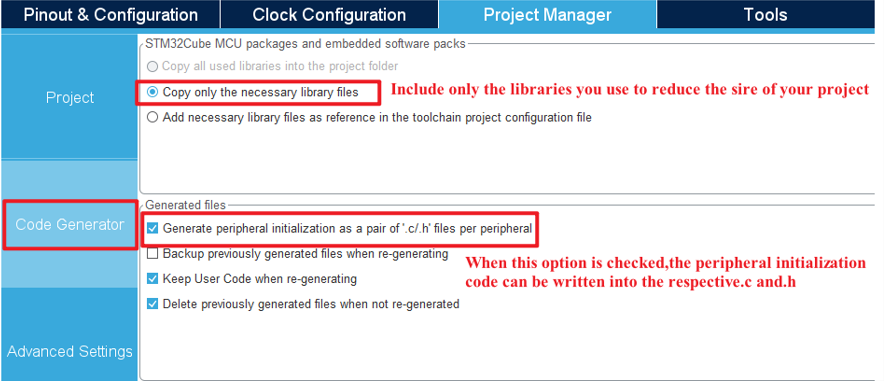 Pinout & Configuration
Clock Configuration
Project Manager
Tools
STM32Cube MCU packages and embedded software packs
Copy all used libraries into the project folder
Project
Copy only the necessary library files
Include only the libraries you use to reduce the sire of your project
Add necessary library files as reference in the toolchain project configuration file
Generated files
Code Generator
Generate peripheral initialization as a pair of '.c/.h' files per peripheral
Backup previously generated files when re-generating
When this option is checked,the peripheral initialization
code can be written into the respective.c and.h
Keep User Code when re-generating
Delete previously generated files when not re-generated
Advanced Settings